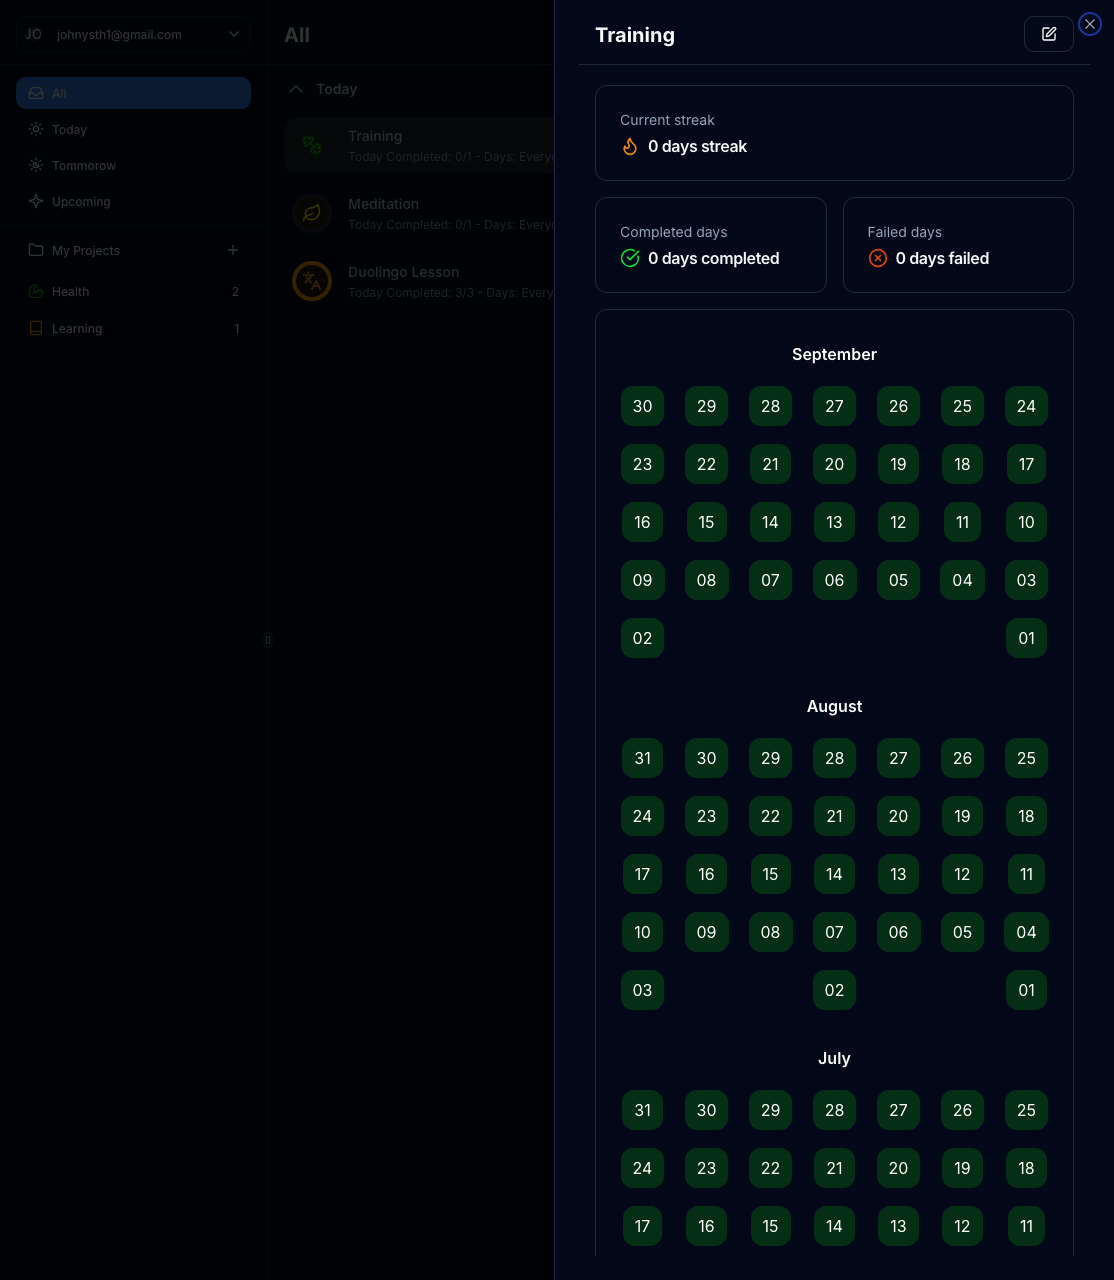 JO johnysth1@gmail.com
All
Today
Tommorow
Upcoming
My Projects
Health 2
Learning 1
All
Today
Training
Today Completed: 0/1 - Days: Everyd
Meditation
Today Completed: 0/1 - Days: Everyd
Duolingo Lesson
Today Completed: 3/3 - Days: Every
Training
Current streak
0 days streak
Completed days
0 days completed
Failed days
0 days failed
September
30 29 28 27 26 25 24
23 22 21 20 19 18 17
16 15 14 13 12 11 10
09 08 07 06 05 04 03
02 01
August
31 30 29 28 27 26 25
24 23 22 21 20 19 18
17 16 15 14 13 12 11
10 09 08 07 06 05 04
03 02 01
July
31 30 29 28 27 26 25
24 23 22 21 20 19 18
17 16 15 14 13 12 11